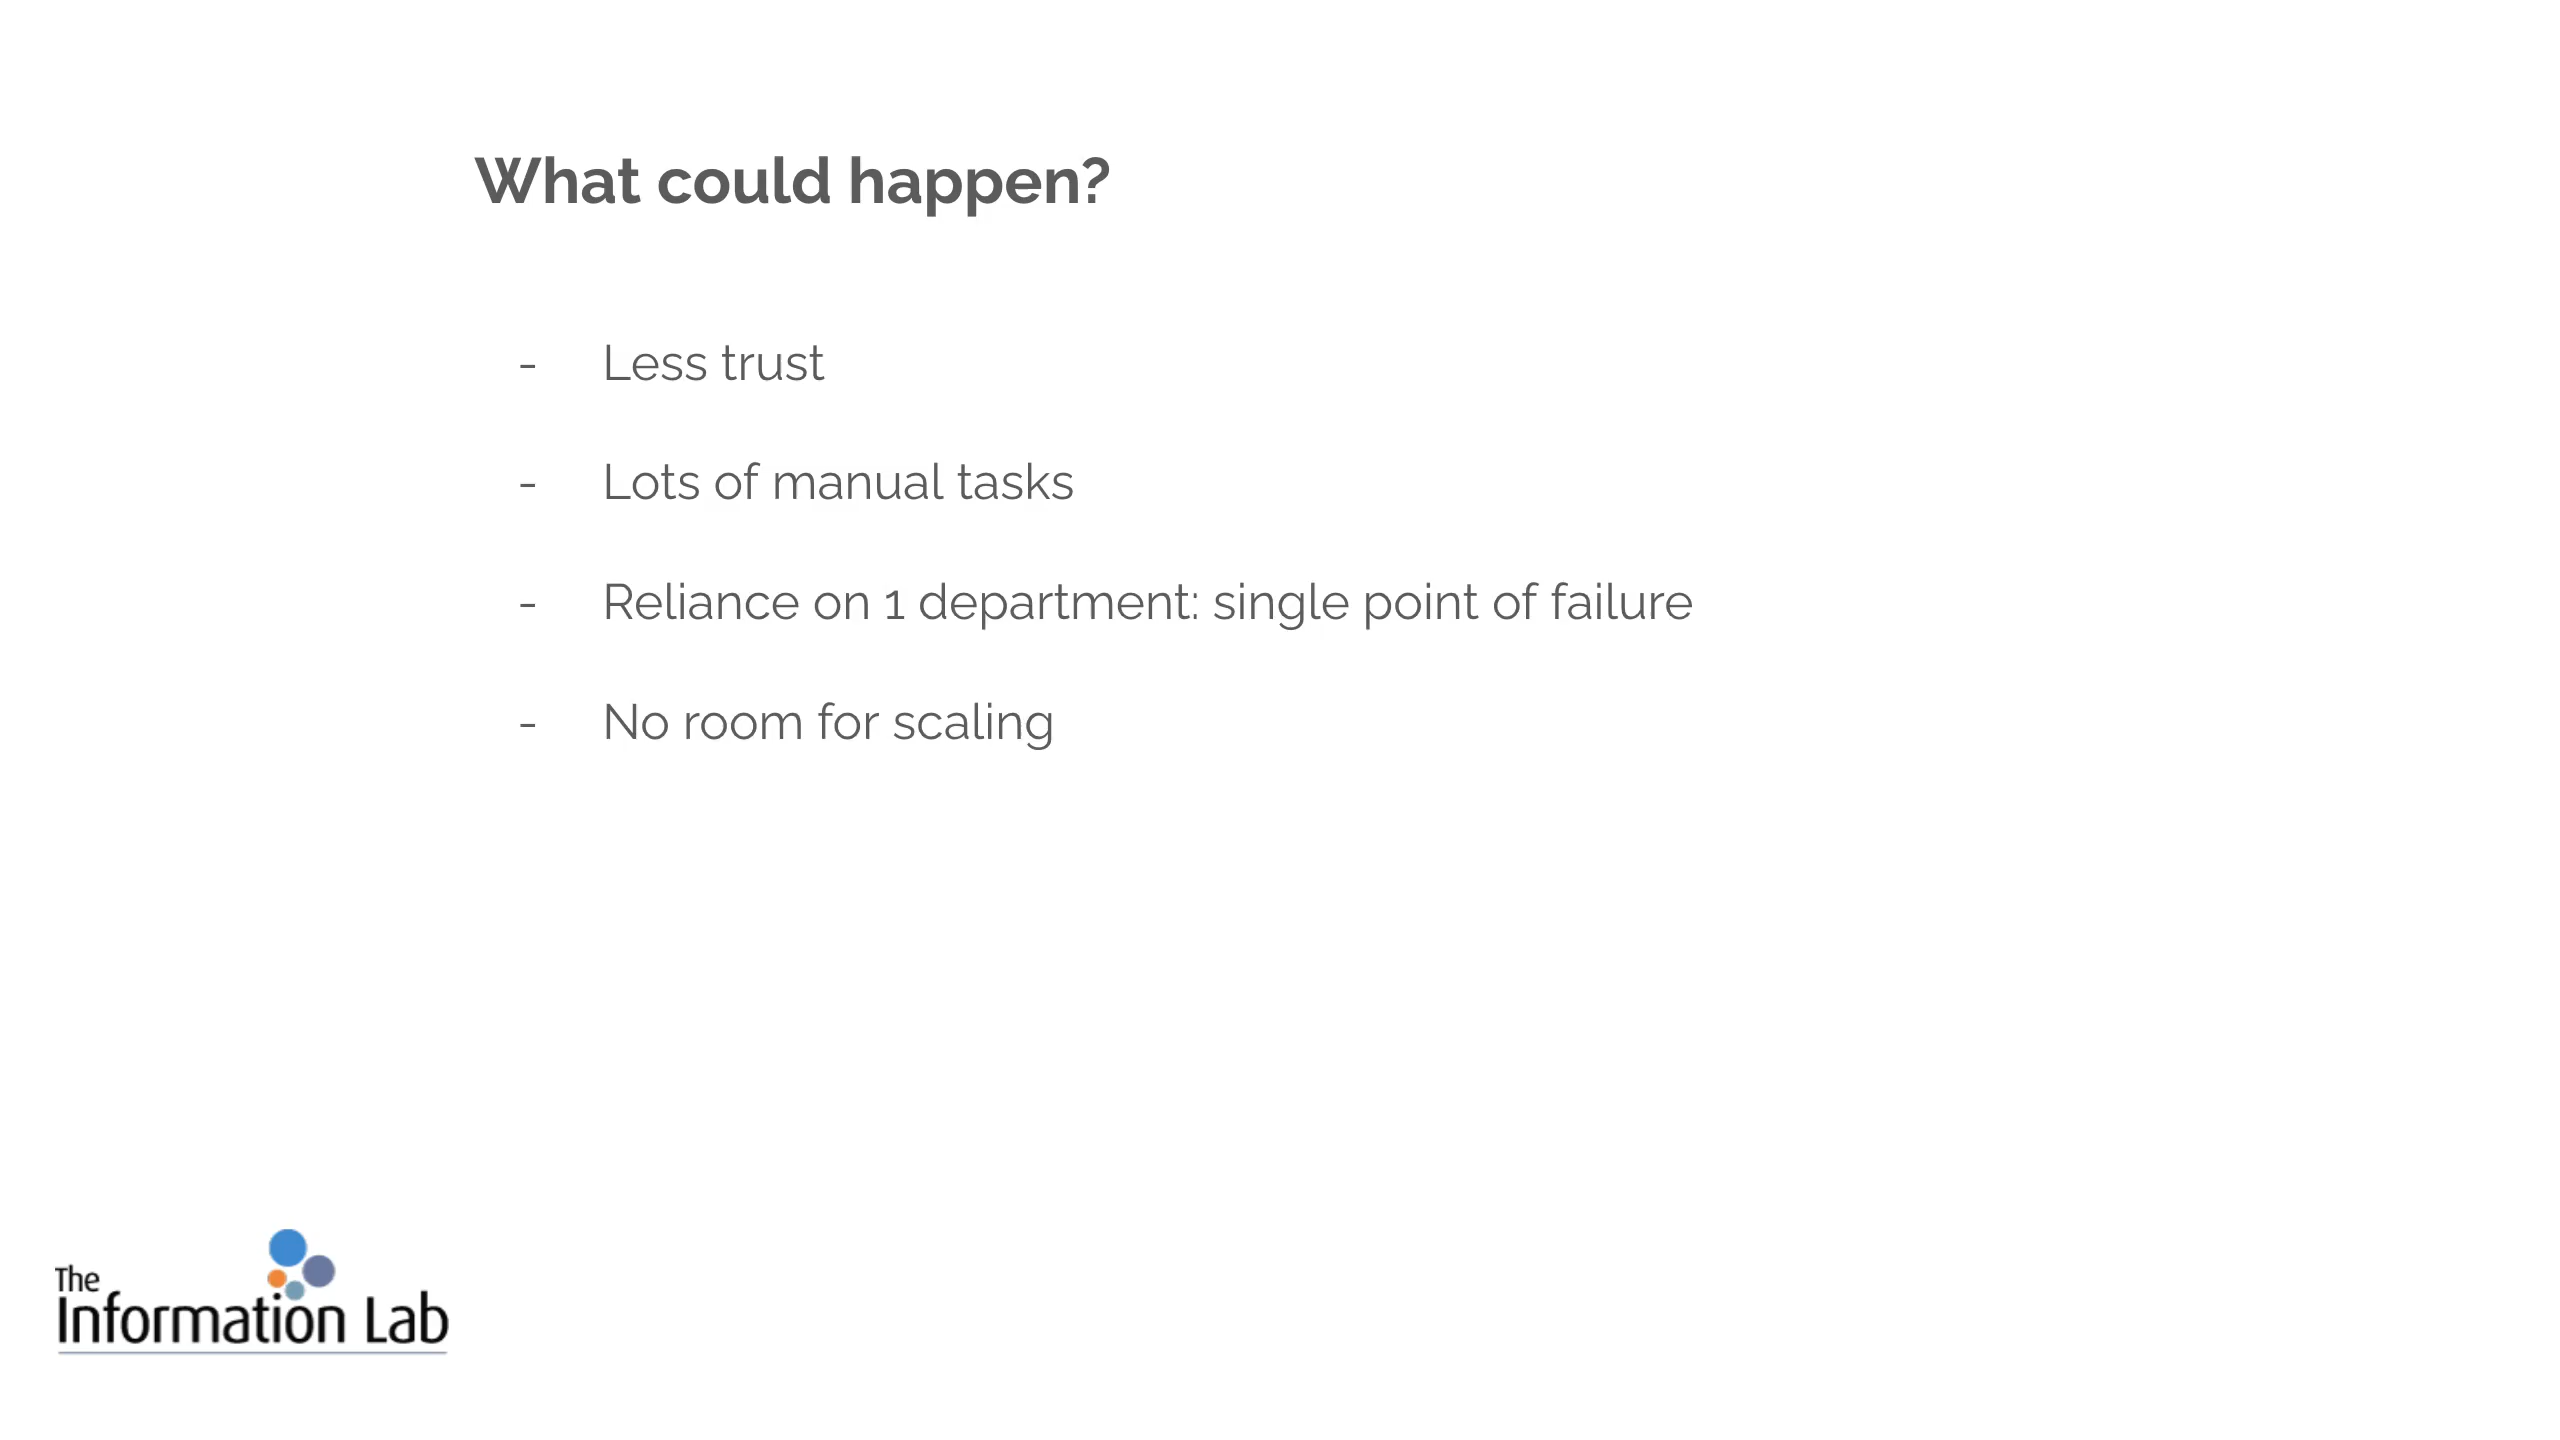 What could happen?
- Less trust
- Lots of manual tasks
- Reliance on 1 department: single point of failure
- No room for scaling
The
Information Lab